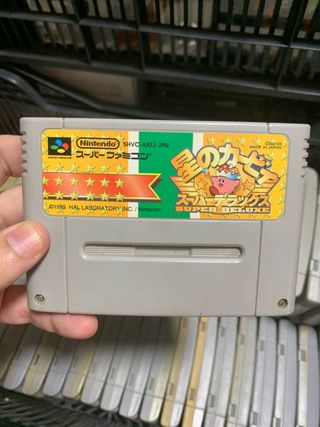 Nintendo
SHVC-AKFJ-JPN
スーパーファミコン
MADE IN JAPAN
星のカービィ
スーパーデラックス
SUPER DELUXE
©1995 HAL LABORATORY INC. / Nintendo